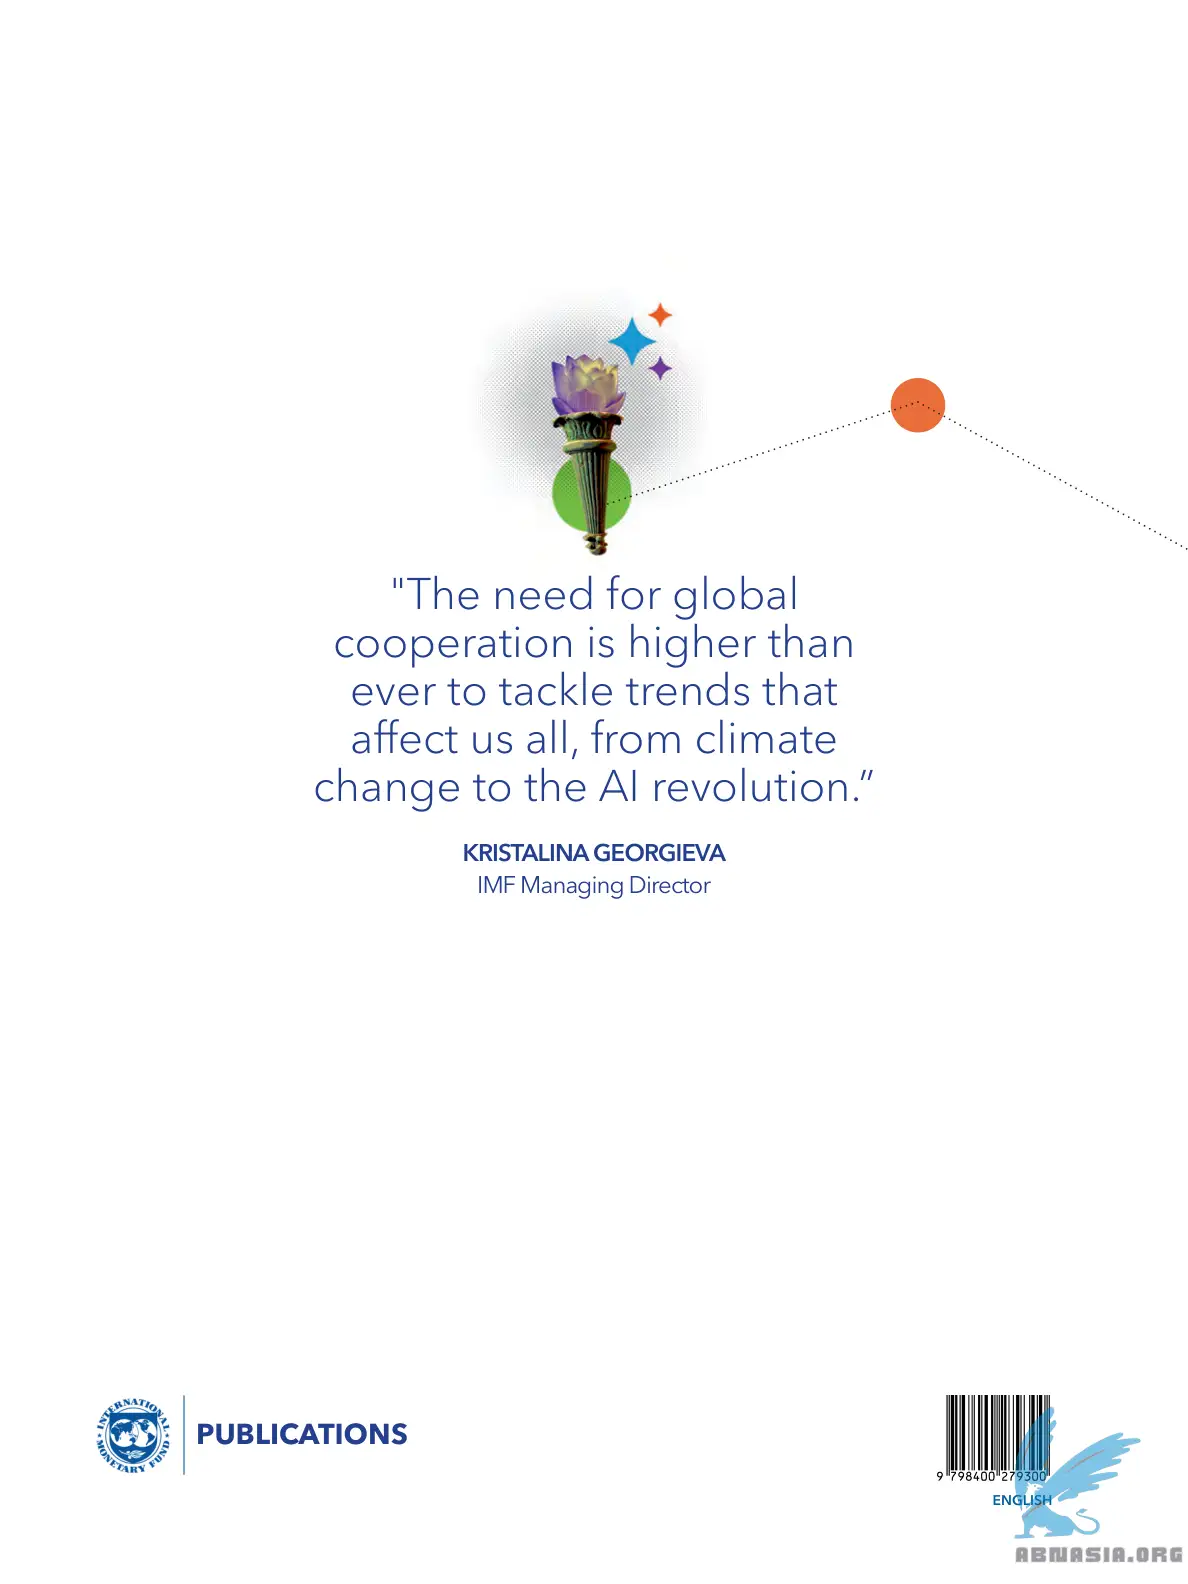 "The need for global
cooperation is higher than
ever to tackle trends that
affect us all, from climate
change to the AI revolution.”
KRISTALINA GEORGIEVA
IMF Managing Director
INTERNATIONAL
MONETARY FUND
PUBLICATIONS
9 798400 279300
ENGLISH
ABNASIA.ORG